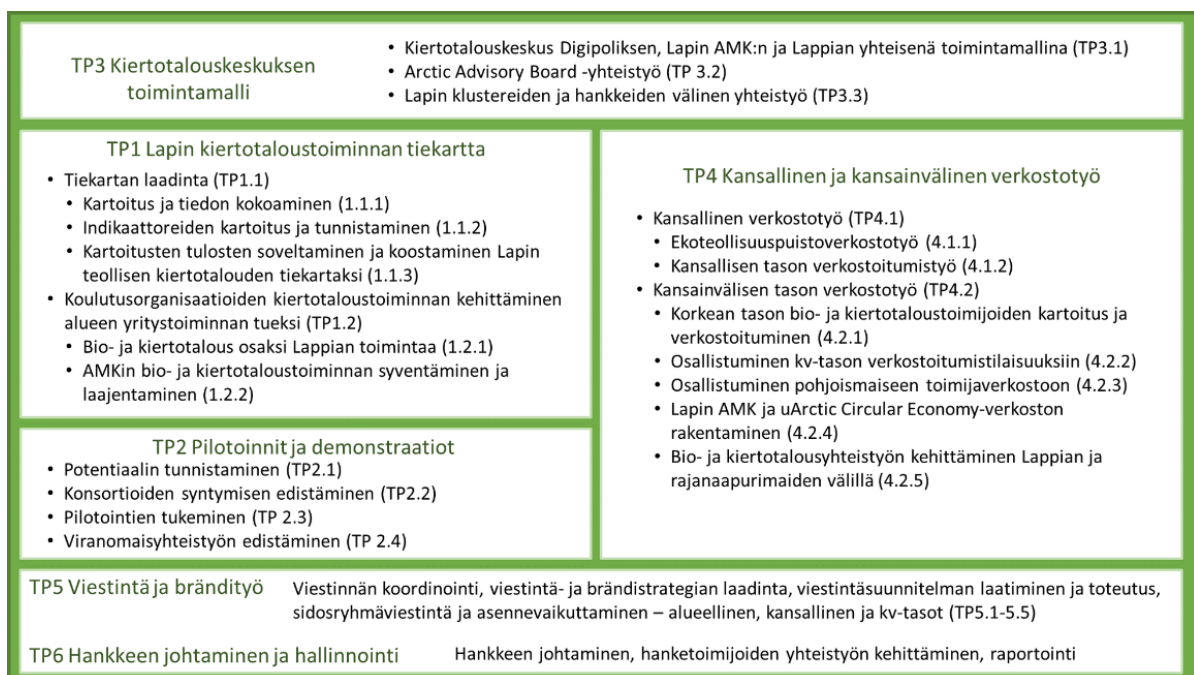 TP3 Kiertotalouskeskuksen
toimintamalli
• Kiertotalouskeskus Digipoliksen, Lapin AMK:n ja Lappian yhteisenä toimintamallina (TP3.1)
• Arctic Advisory Board -yhteistyö (TP 3.2)
• Lapin klustereiden ja hankkeiden välinen yhteistyö (TP3.3)
TP1 Lapin kiertotaloustoiminnan tiekartta
• Tiekartan laadinta (TP1.1)
• Kartoitus ja tiedon kokoaminen (1.1.1)
• Indikaattoreiden kartoitus ja tunnistaminen (1.1.2)
• Kartoitusten tulosten soveltaminen ja koostaminen Lapin
teollisen kiertotalouden tiekartaksi (1.1.3)
• Koulutusorganisaatioiden kiertotaloustoiminnan kehittäminen
alueen yritystoiminnan tueksi (TP1.2)
• Bio- ja kiertotalous osaksi Lappian toimintaa (1.2.1)
• AMKin bio- ja kiertotaloustoiminnan syventäminen ja
laajentaminen (1.2.2)
TP2 Pilotoinnit ja demonstraatiot
• Potentiaalin tunnistaminen (TP2.1)
• Konsortioiden syntymisen edistäminen (TP2.2)
• Pilotointien tukeminen (TP 2.3)
• Viranomaisyhteistyön edistäminen (TP 2.4)
TP4 Kansallinen ja kansainvälinen verkostotyö
• Kansallinen verkostotyö (TP4.1)
• Ekoteollisuuspuistoverkostotyö (4.1.1)
• Kansallisen tason verkostoitumistyö (4.1.2)
• Kansainvälisen tason verkostotyö (TP4.2)
• Korkean tason bio- ja kiertotaloustoimijoiden kartoitus ja
verkostoituminen (4.2.1)
• Osallistuminen kv-tason verkostoitumistilaisuuksiin (4.2.2)
• Osallistuminen pohjoismaiseen toimijaverkostoon (4.2.3)
• Lapin AMK ja uArctic Circular Economy-verkoston
rakentaminen (4.2.4)
• Bio- ja kiertotalousyhteistyön kehittäminen Lappian ja
rajanaapurimaiden välillä (4.2.5)
TP5 Viestintä ja brändityö
Viestinnän koordinointi, viestintä- ja brändistrategian laadinta, viestintäsuunnitelman laatiminen ja toteutus,
sidosryhmäviestintä ja asennevaikuttaminen – alueellinen, kansallinen ja kv-tasot (TP5.1-5.5)
TP6 Hankkeen johtaminen ja hallinnointi
Hankkeen johtaminen, hanketoimijoiden yhteistyön kehittäminen, raportointi